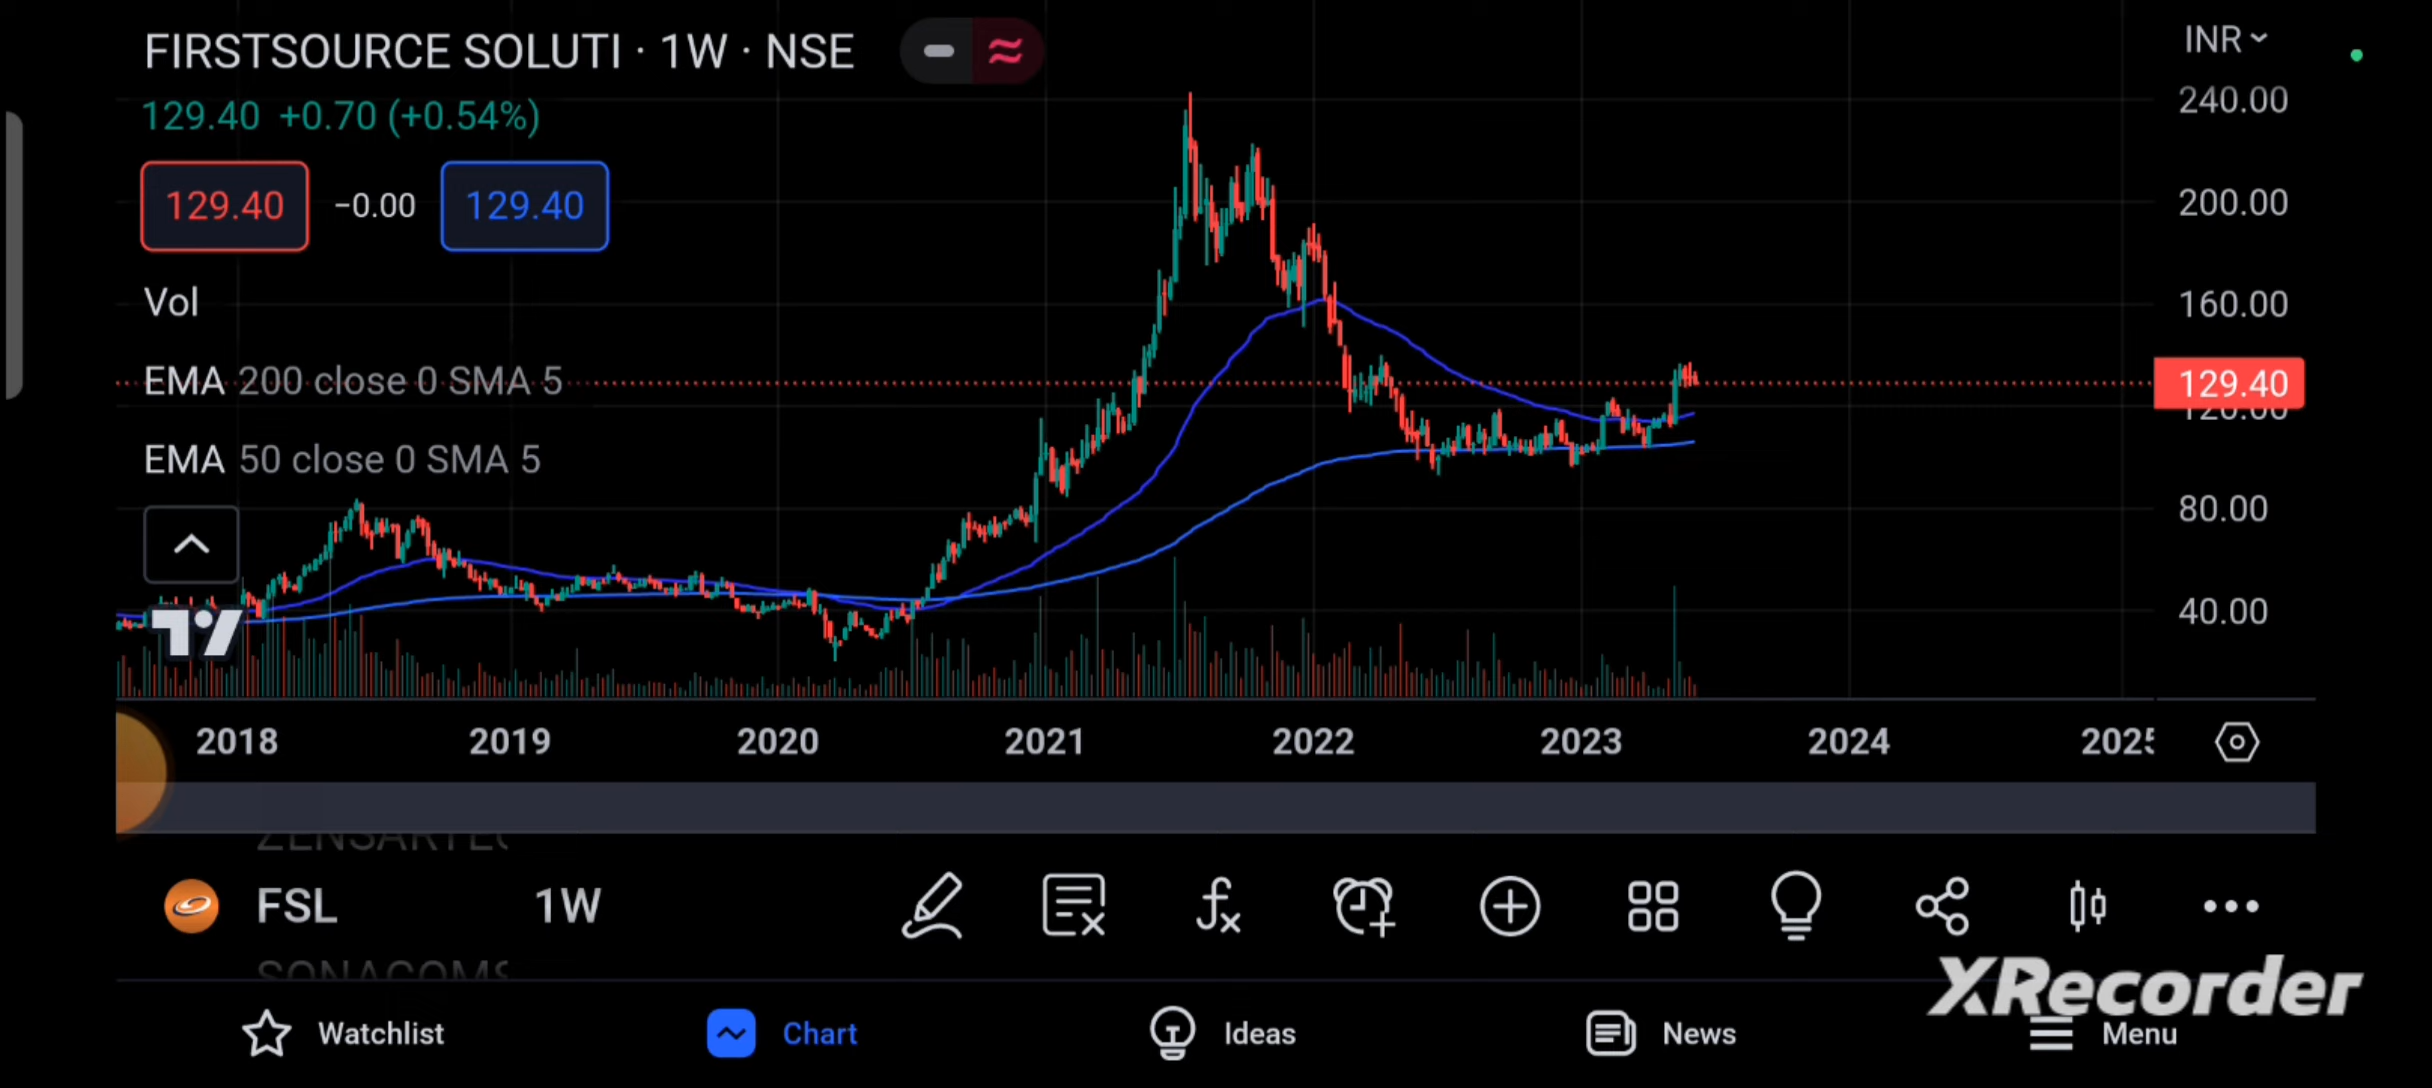 FIRSTSOURCE SOLUTI · 1W · NSE
INR
129.40 +0.70 (+0.54%)
129.40 −0.00 129.40
Vol
EMA 200 close 0 SMA 5
EMA 50 close 0 SMA 5
240.00
200.00
160.00
129.40
120.00
80.00
40.00
2018 2019 2020 2021 2022 2023 2024 2025
ZENSARTEC
FSL 1W
SONACOMS
XRecorder
Watchlist Chart Ideas News Menu